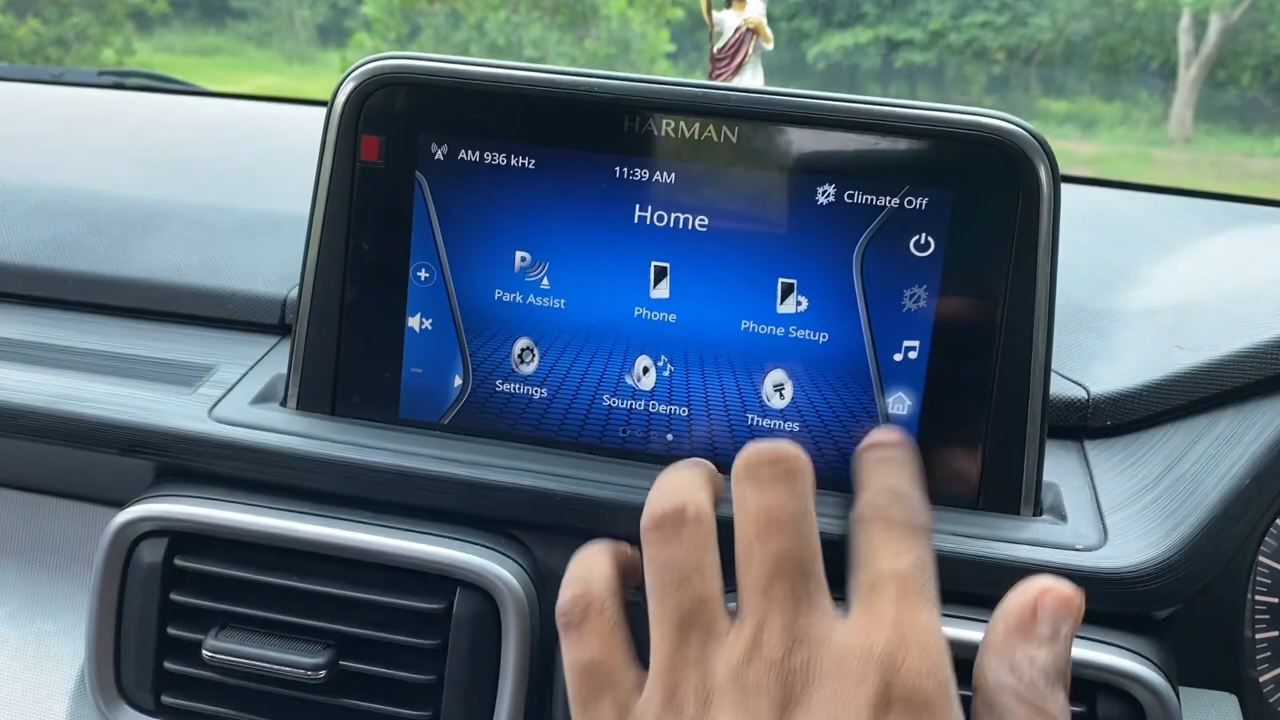 HARMAN
AM 936 kHz
11:39 AM
Climate Off
Home
Park Assist
Phone
Phone Setup
Settings
Sound Demo
Themes